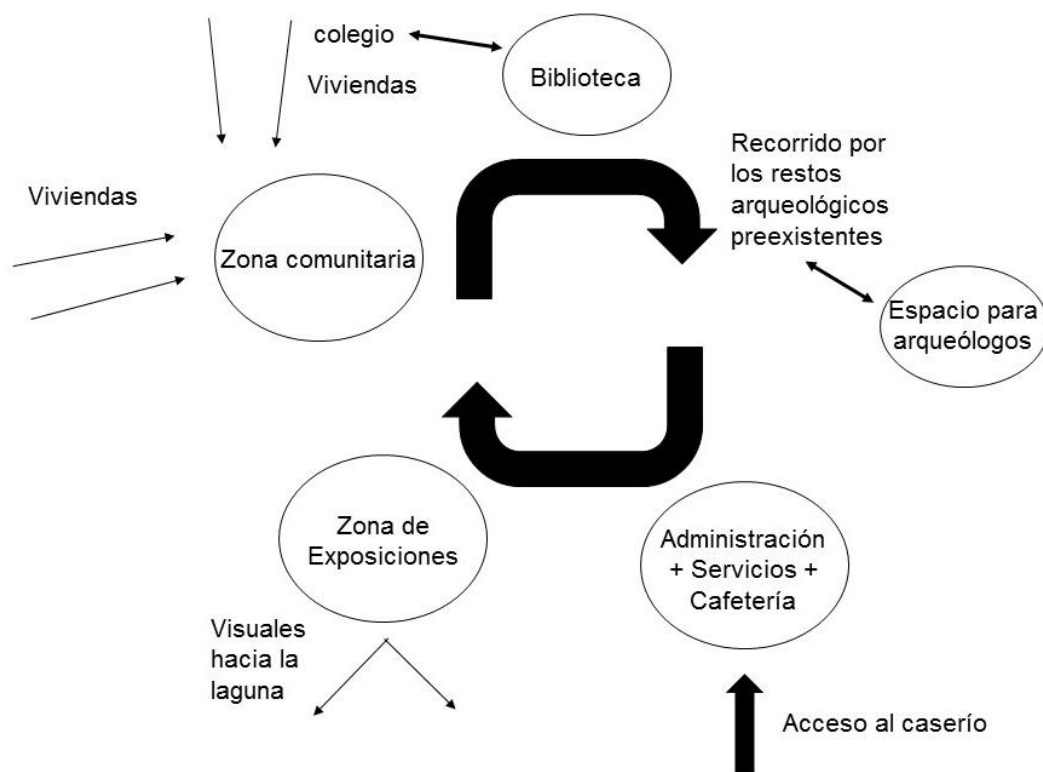 colegio
Viviendas
Biblioteca
Viviendas
Zona comunitaria
Recorrido por
los restos
arqueológicos
preexistentes
Espacio para
arqueólogos
Zona de
Exposiciones
Administración
+ Servicios +
Cafetería
Visuales
hacia la
laguna
Acceso al caserío